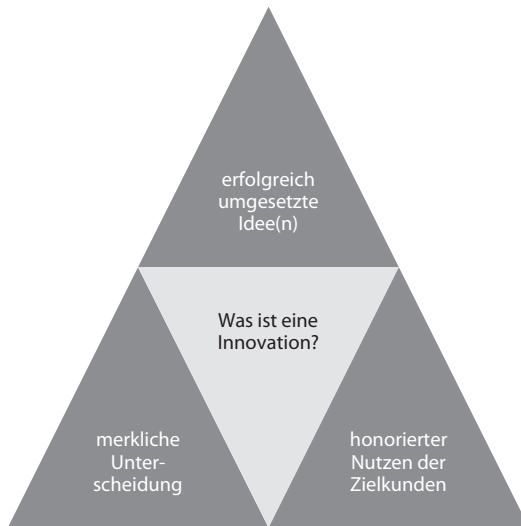 erfolgreich
umgesetzte
Idee(n)
Was ist eine
Innovation?
merkliche
Unter-
scheidung
honorierter
Nutzen der
Zielkunden